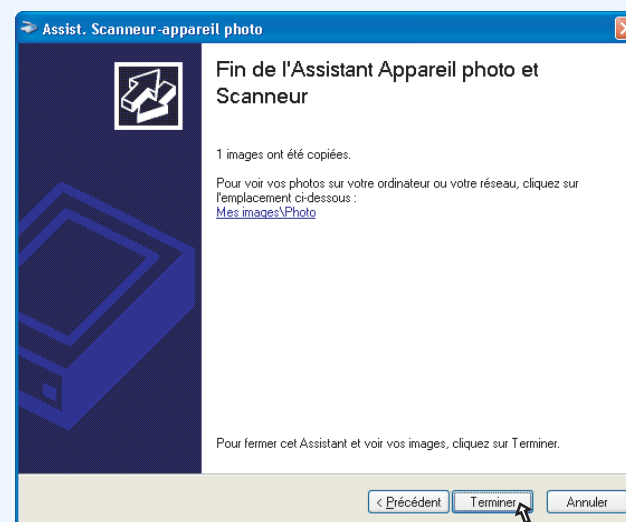 Assist. Scanneur-appareil photo
Fin de l'Assistant Appareil photo et
Scanneur
1 images ont été copiées.
Pour voir vos photos sur votre ordinateur ou votre réseau, cliquez sur
l'emplacement ci-dessous :
Mes images\Photo
Pour fermer cet Assistant et voir vos images, cliquez sur Terminer.
< Précédent Terminer Annuler